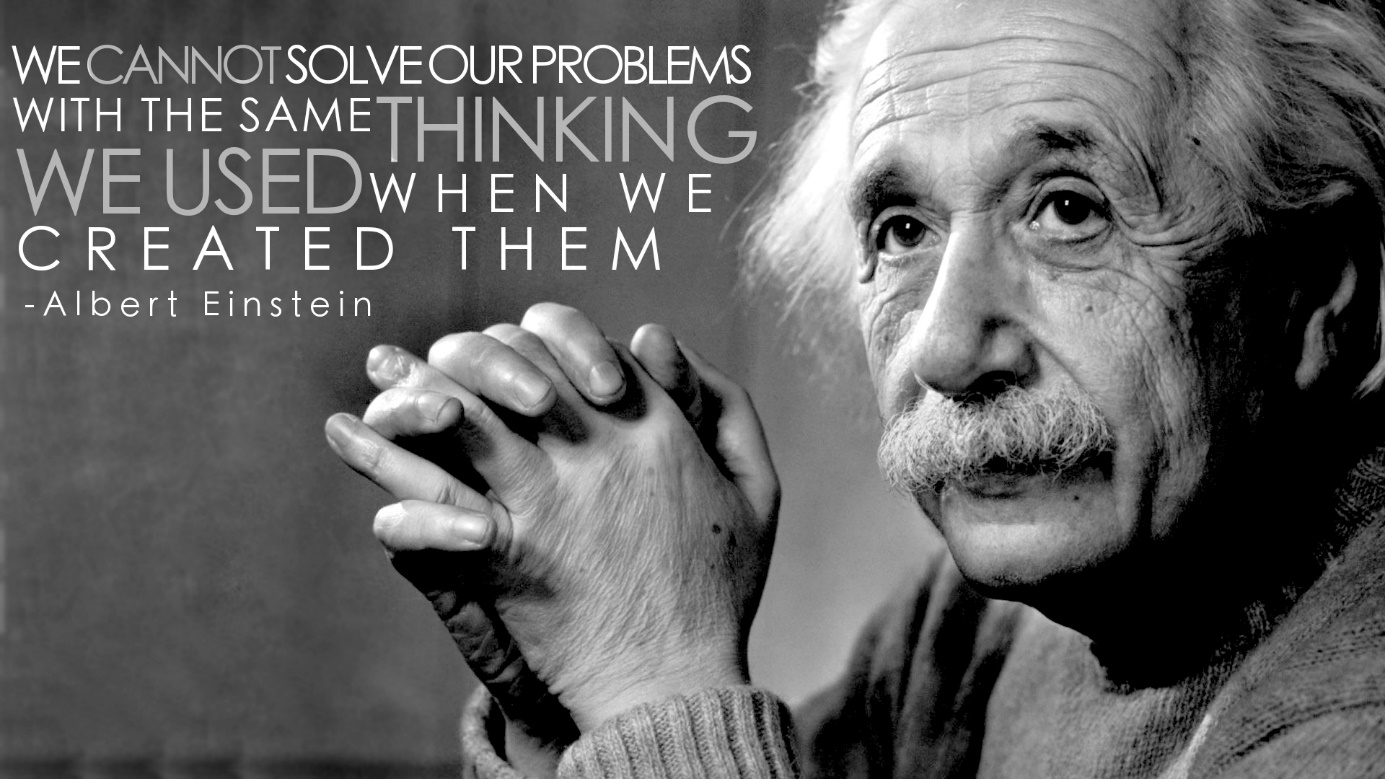 WE CANNOT SOLVE OUR PROBLEMS
WITH THE SAME THINKING
WE USED WHEN WE
CREATED THEM
-Albert Einstein